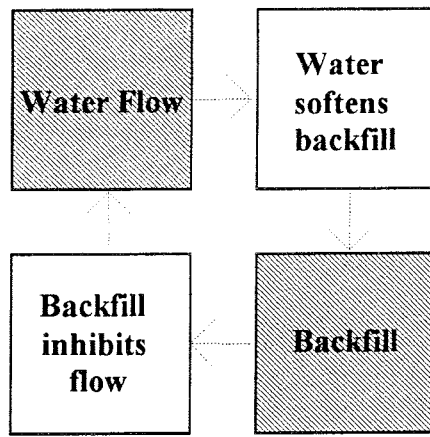 Water Flow
Water
softens
backfill
Backfill
inhibits
flow
Backfill